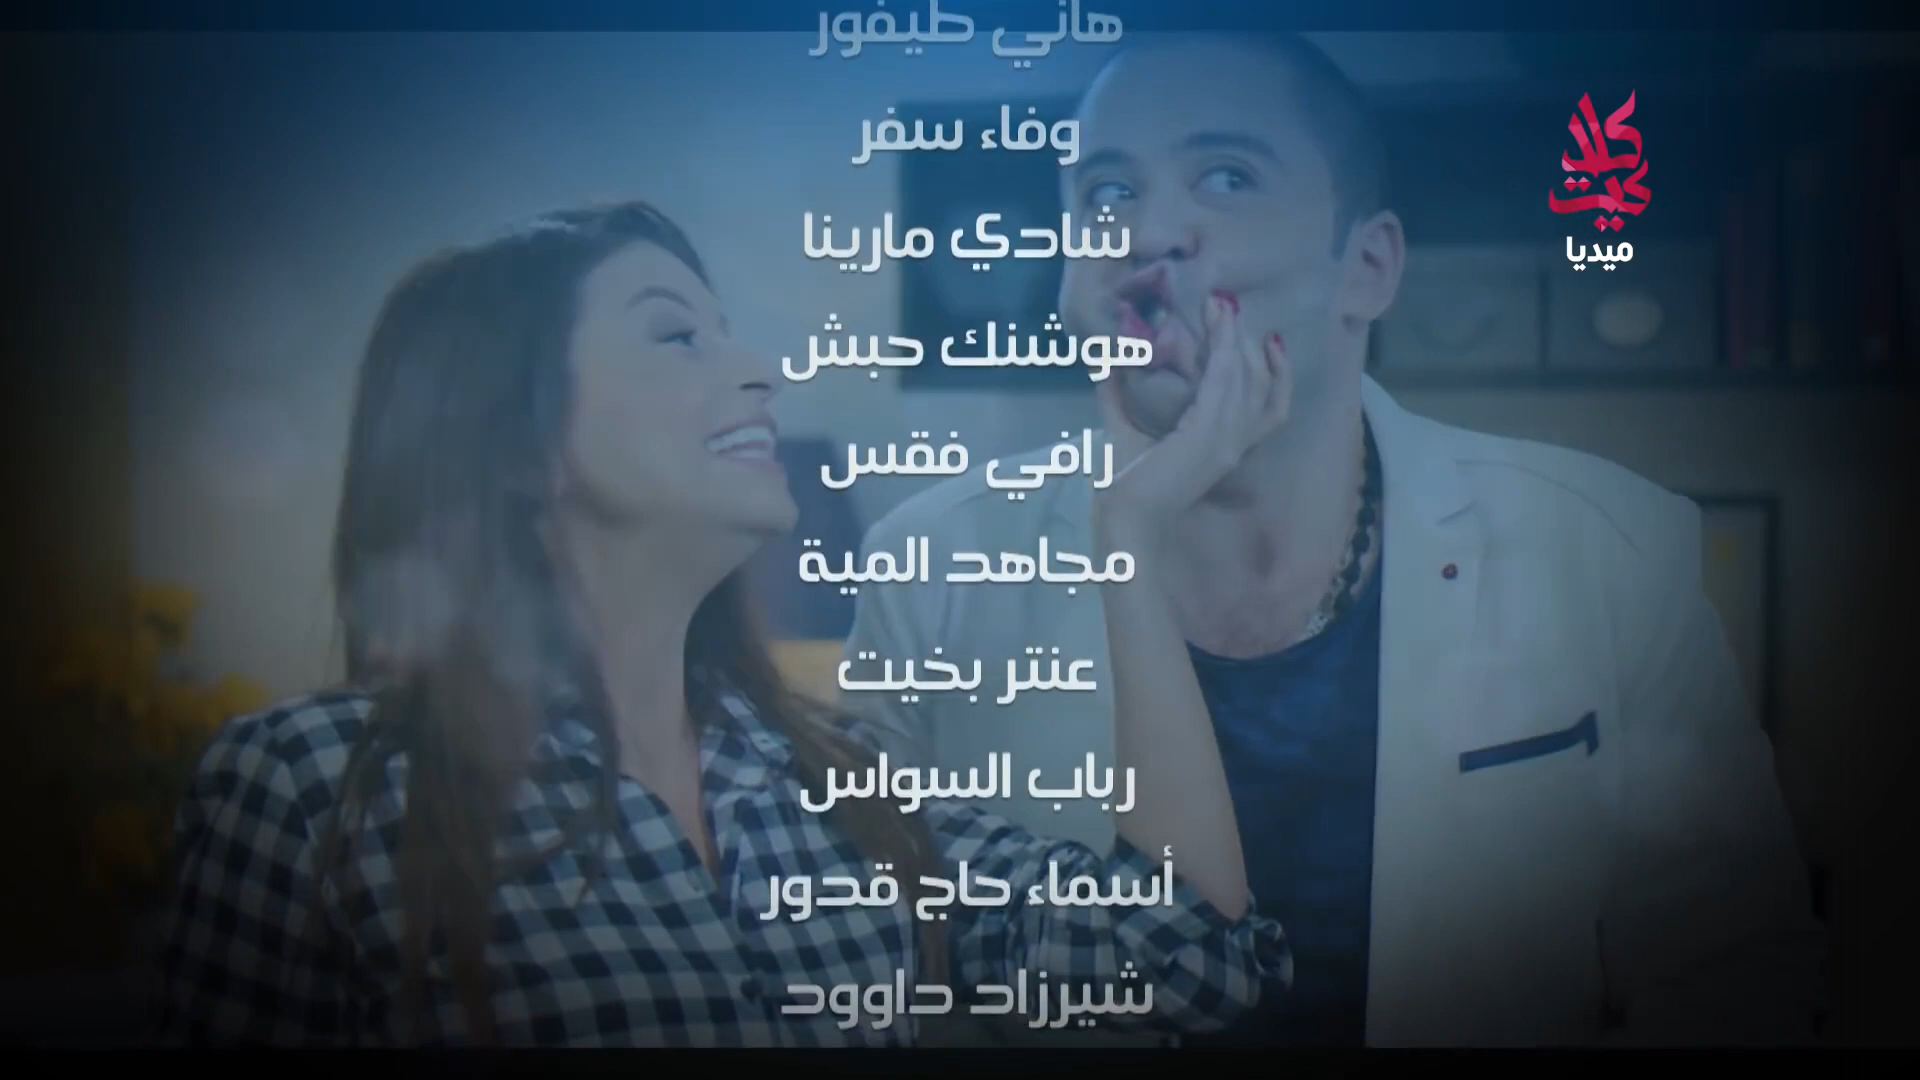 هاني طيفور
وفاء سفر
شادي مارينا
هوشنك حبش
رافي فقس
مجاهد المية
عنتر بخيت
رباب السواس
أسماء حاج قدور
شيرزاد داوود
كلاكيت
ميديا